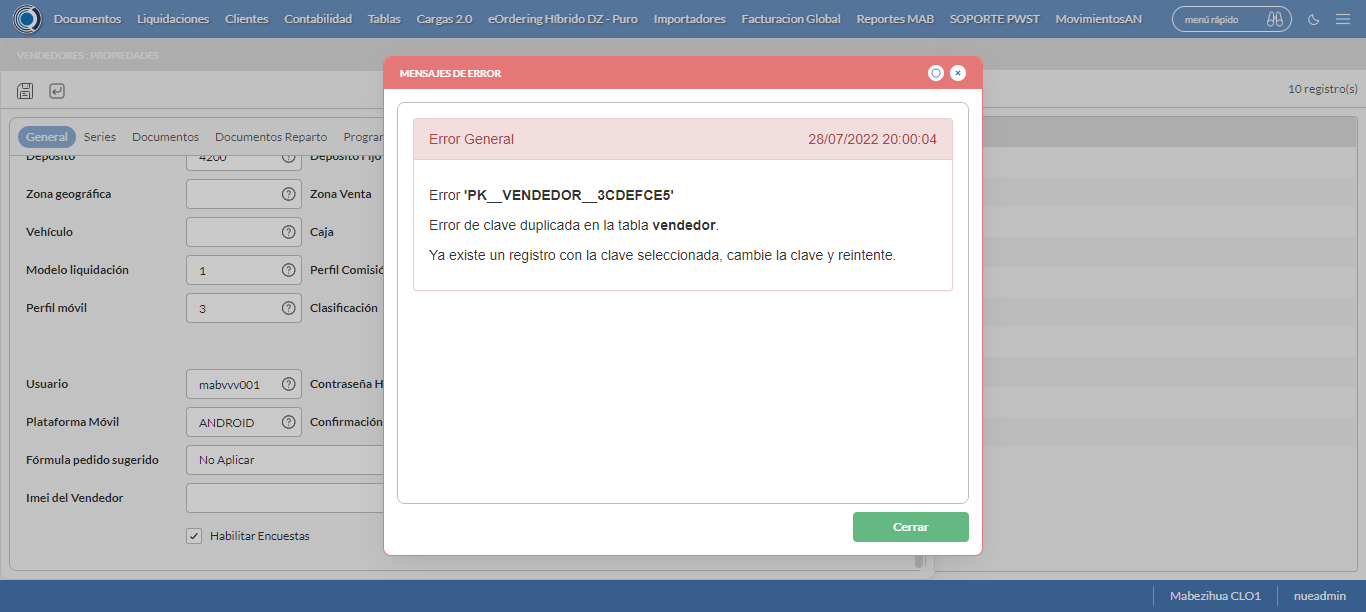 Documentos Liquidaciones Clientes Contabilidad Tablas Cargas 2.0 eOrdering Híbrido DZ - Puro Importadores Facturacion Global Reportes MAB SOPORTE PWST MovimientosAN menú rápido
VENDEDORES : PROPIEDADES
MENSAJES DE ERROR
10 registro(s)
General Series Documentos Documentos Reparto
Error General 28/07/2022 20:00:04
Depósito 4200 Depósito Fijo
Zona geográfica Zona Venta
Error 'PK__VENDEDOR__3CDEFCE5'
Error de clave duplicada en la tabla vendedor.
Vehículo Caja
Ya existe un registro con la clave seleccionada, cambie la clave y reintente.
Modelo liquidación 1 Perfil Comisió
Perfil móvil 3 Clasificación
Usuario mabvvv001 Contraseña H
Plataforma Móvil ANDROID Confirmación
Fórmula pedido sugerido No Aplicar
Imei del Vendedor
Cerrar
Habilitar Encuestas
Mabezihua CLO1 nueadmin